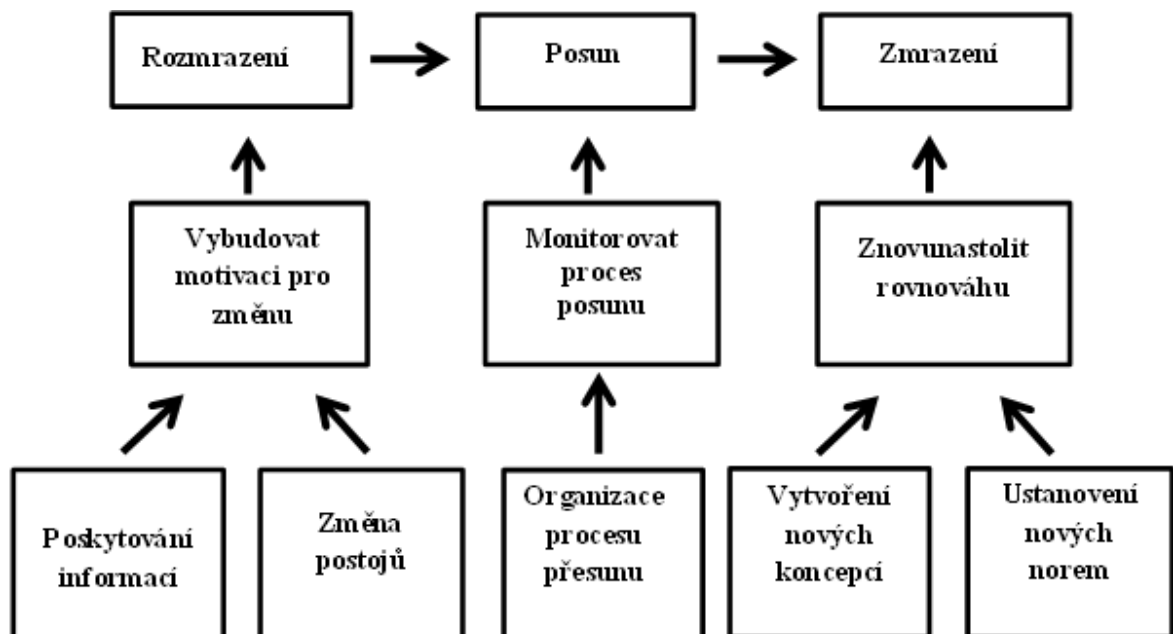 Rozmrazení
Posun
Zmrazení
Vybudovat
motivaci pro
změnu
Monitorovat
proces
posunu
Znovunastolit
rovnováhu
Poskytování
informací
Změna
postojů
Organizace
procesu
přesunu
Vytvoření
nových
koncepcí
Ustanovení
nových
norem